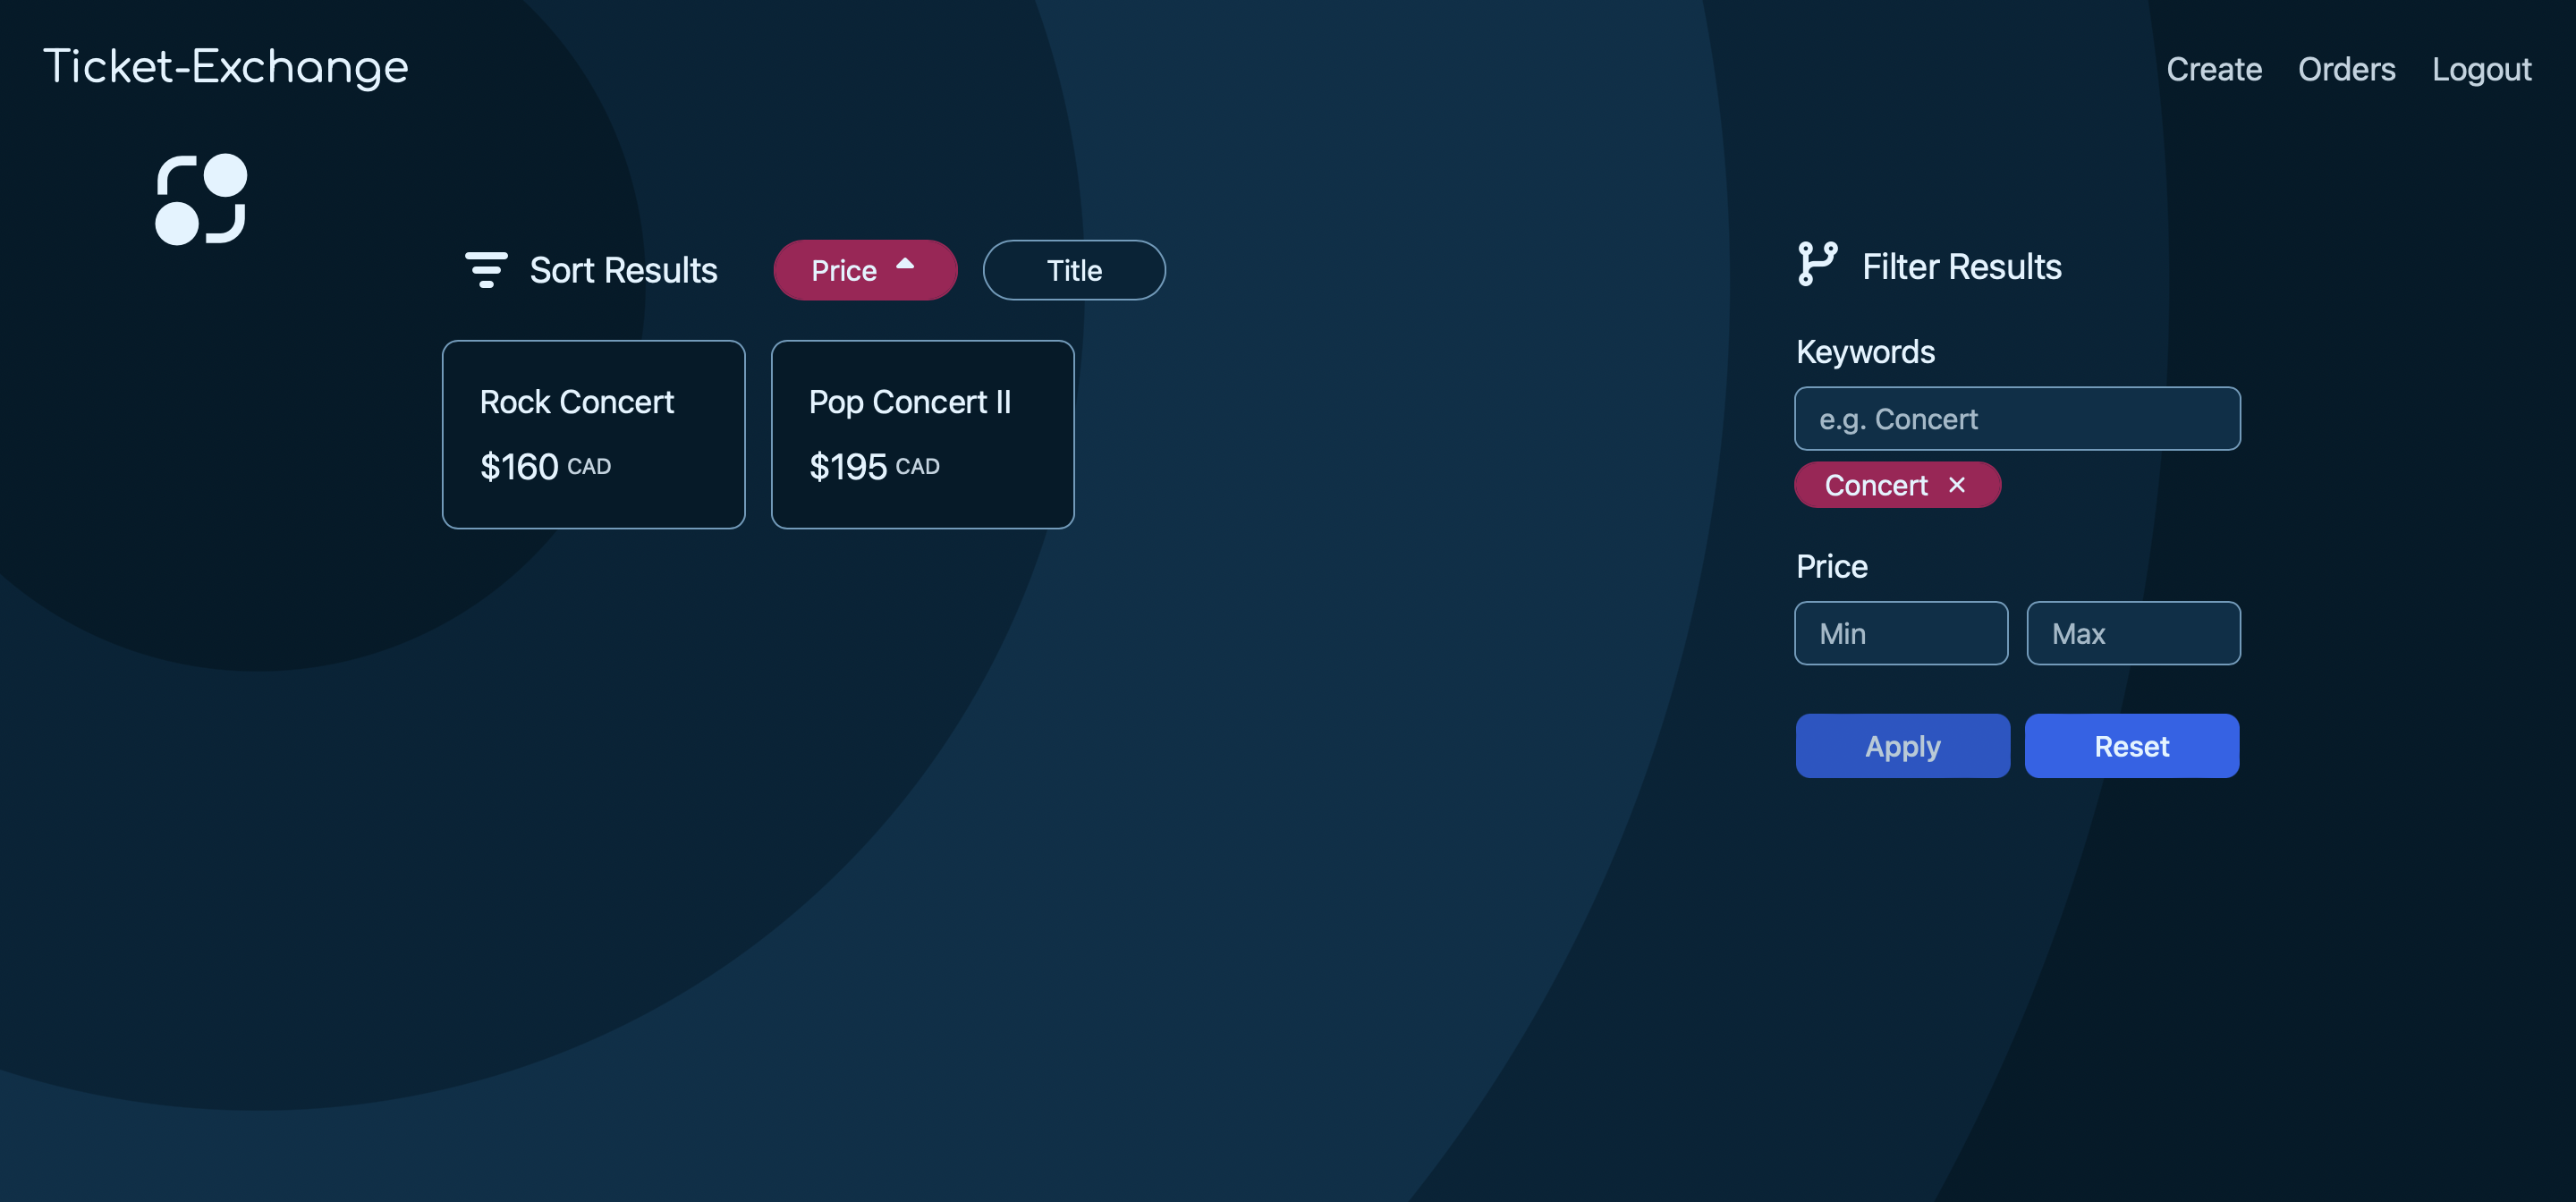 Ticket-Exchange
Create Orders Logout
Sort Results Price Title
Rock Concert
$160 CAD
Pop Concert II
$195 CAD
Filter Results
Keywords
e.g. Concert
Concert ×
Price
Min Max
Apply Reset